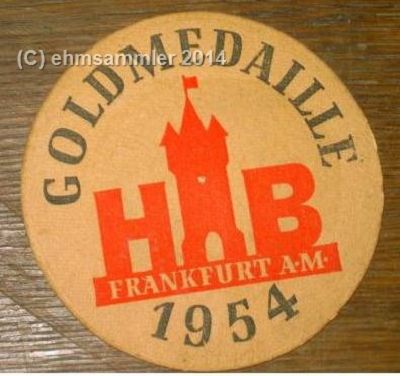 (C) ehmsammler 2014
GOLDMEDAILLE
HB
FRANKFURT A·M·
1954